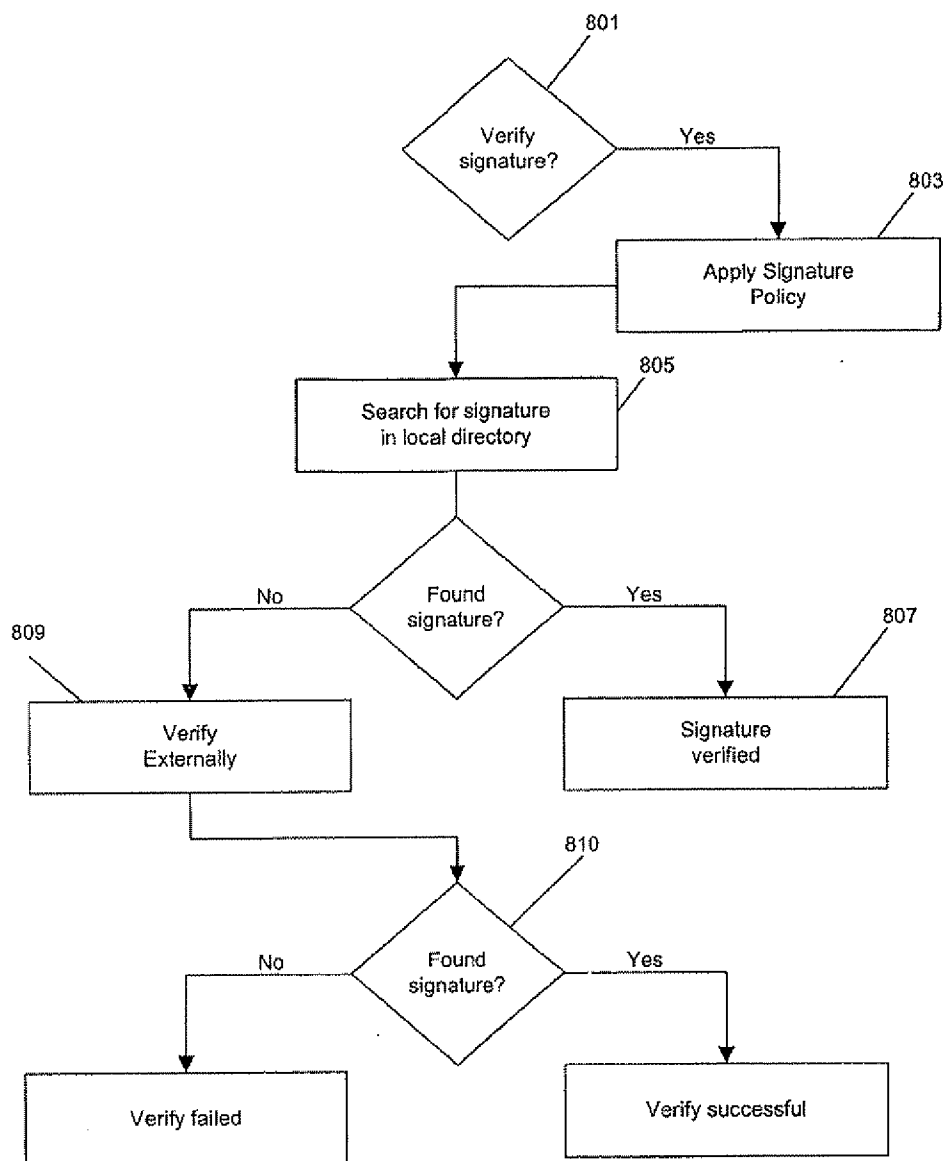 801
Verify
signature?
Yes
803
Apply Signature
Policy
805
Search for signature
in local directory
No
Found
signature?
Yes
809
807
Verify
Externally
Signature
verified
810
No
Found
signature?
Yes
Verify failed
Verify successful